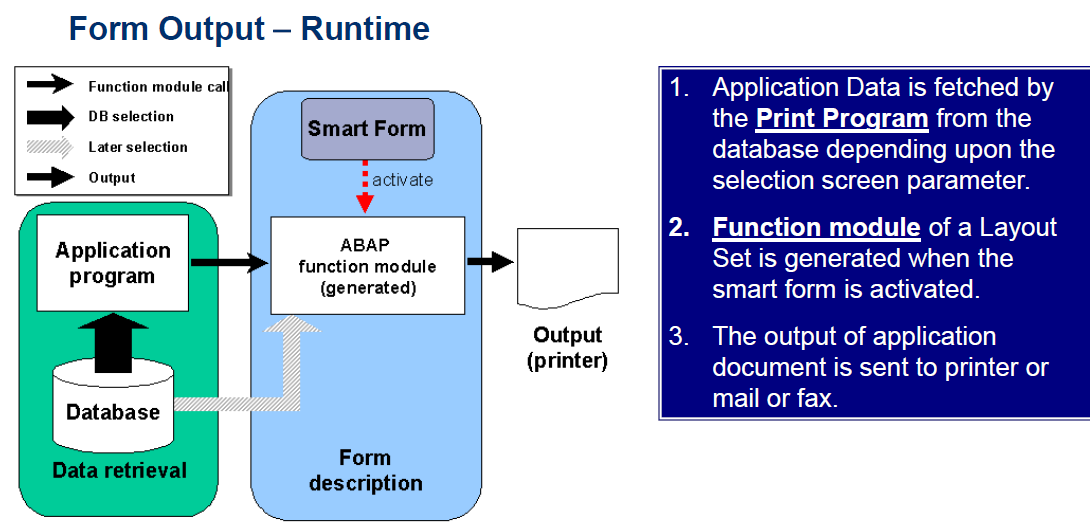 Form Output – Runtime
Function module call
DB selection
Later selection
Output
Smart Form
activate
Application
program
ABAP
function module
(generated)
Output
(printer)
Database
Data retrieval
Form
description
1. Application Data is fetched by
the Print Program from the
database depending upon the
selection screen parameter.
2. Function module of a Layout
Set is generated when the
smart form is activated.
3. The output of application
document is sent to printer or
mail or fax.